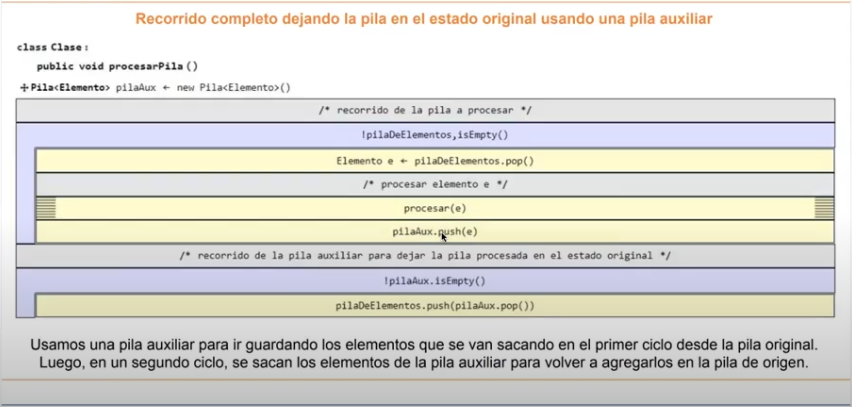 Recorrido completo dejando la pila en el estado original usando una pila auxiliar
class Clase:
public void procesarPila()
Pila<Elemento> pilaAux ← new Pila<Elemento>()
/* recorrido de la pila a procesar */
!pilaDeElementos,isEmpty()
Elemento e ← pilaDeElementos.pop()
/* procesar elemento e */
procesar(e)
pilaAux.push(e)
/* recorrido de la pila auxiliar para dejar la pila procesada en el estado original */
!pilaAux.isEmpty()
pilaDeElementos.push(pilaAux.pop())
Usamos una pila auxiliar para ir guardando los elementos que se van sacando en el primer ciclo desde la pila original.
Luego, en un segundo ciclo, se sacan los elementos de la pila auxiliar para volver a agregarlos en la pila de origen.